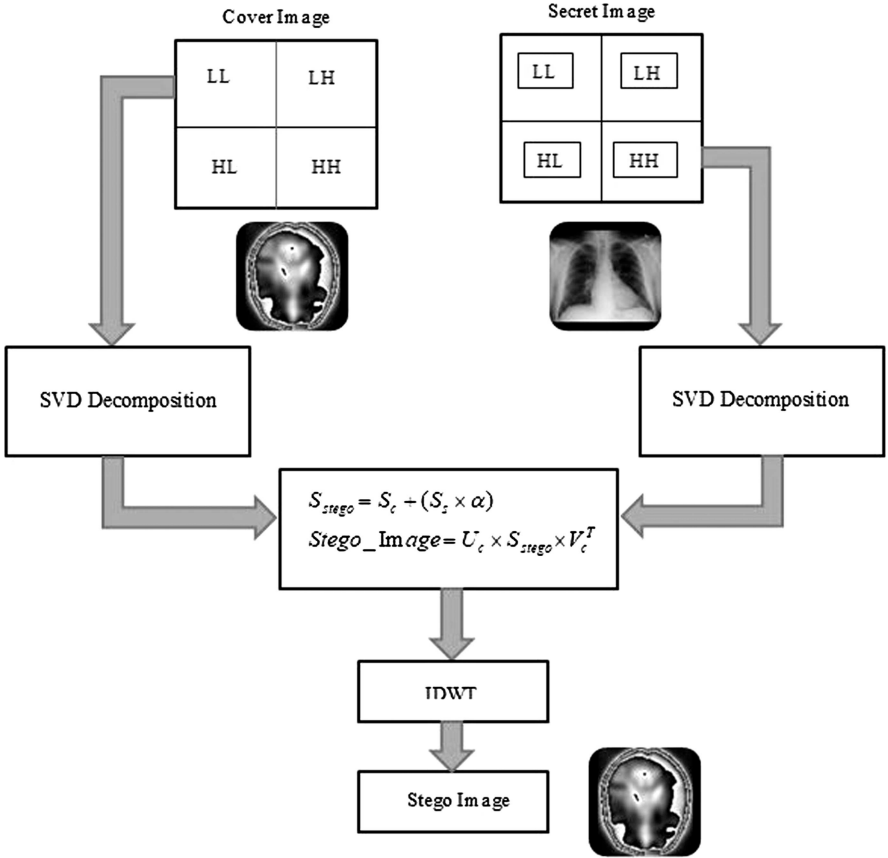 Cover Image
Secret Image
LL
LH
HL
HH
LL
LH
HL
HH
SVD Decomposition
SVD Decomposition
S_stego = S_c + (S_s × α)
Stego_Image = U_c × S_stego × V_c^T
IDWT
Stego Image